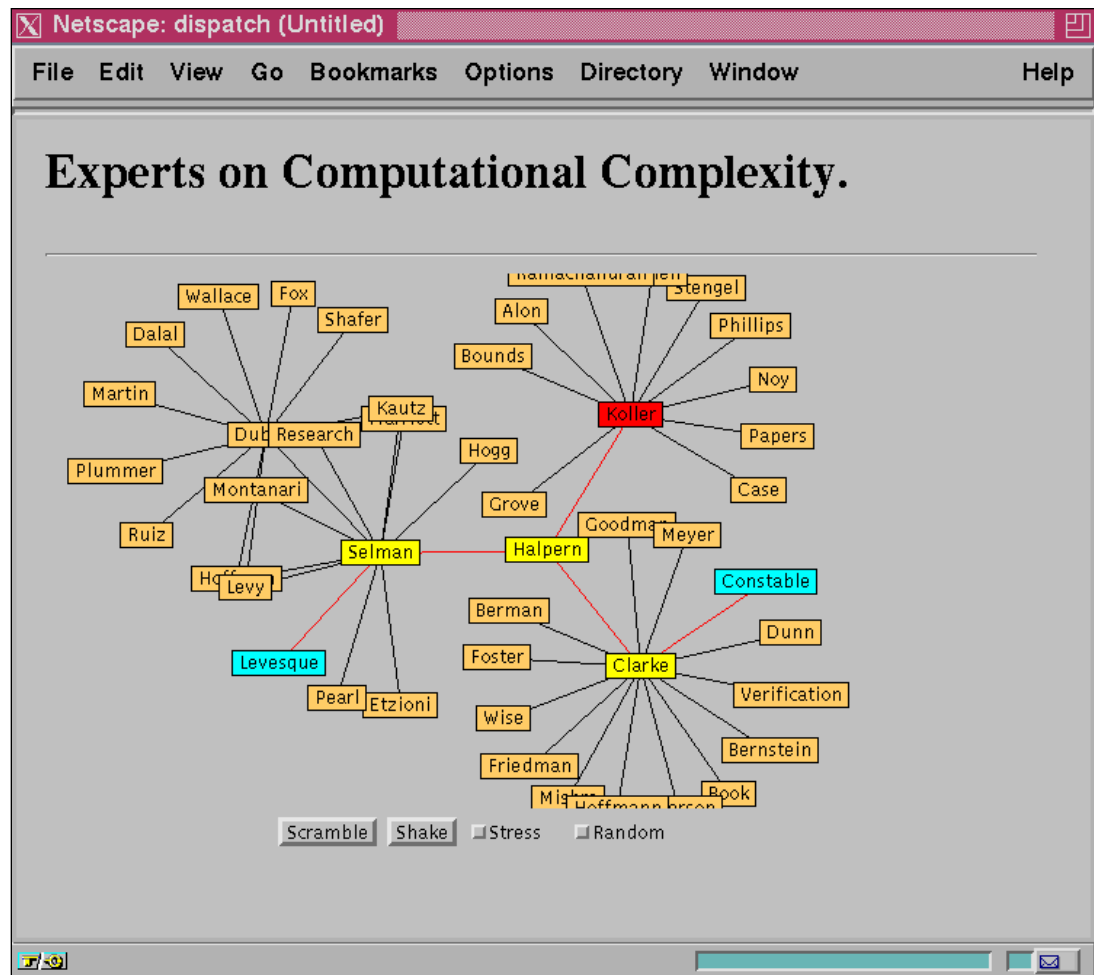 Netscape: dispatch (Untitled)
File Edit View Go Bookmarks Options Directory Window Help
Experts on Computational Complexity.
Wallace
Fox
Shafer
Dalal
Martin
Kautz
Research
Plummer
Montanari
Ruiz
Hogg
Selman
Levy
Levesque
Pearl
Etzioni
Ramachandran
Stengel
Alon
Phillips
Bounds
Noy
Koller
Papers
Case
Grove
Halpern
Goodman
Meyer
Constable
Berman
Dunn
Foster
Clarke
Verification
Wise
Bernstein
Friedman
Book
Hoffmann
Scramble Shake Stress Random